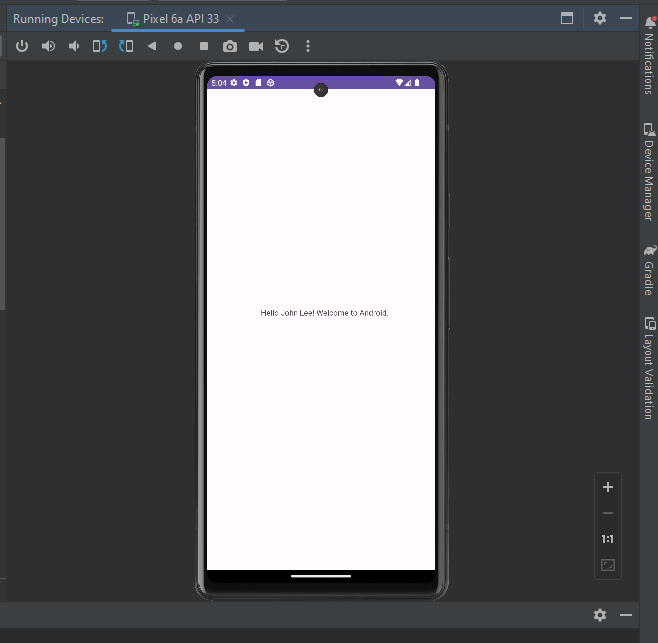 Running Devices:
Pixel 6a API 33
5:04
Hello John Lee! Welcome to Android.
1:1
Notifications
Device Manager
Gradle
Layout Validation